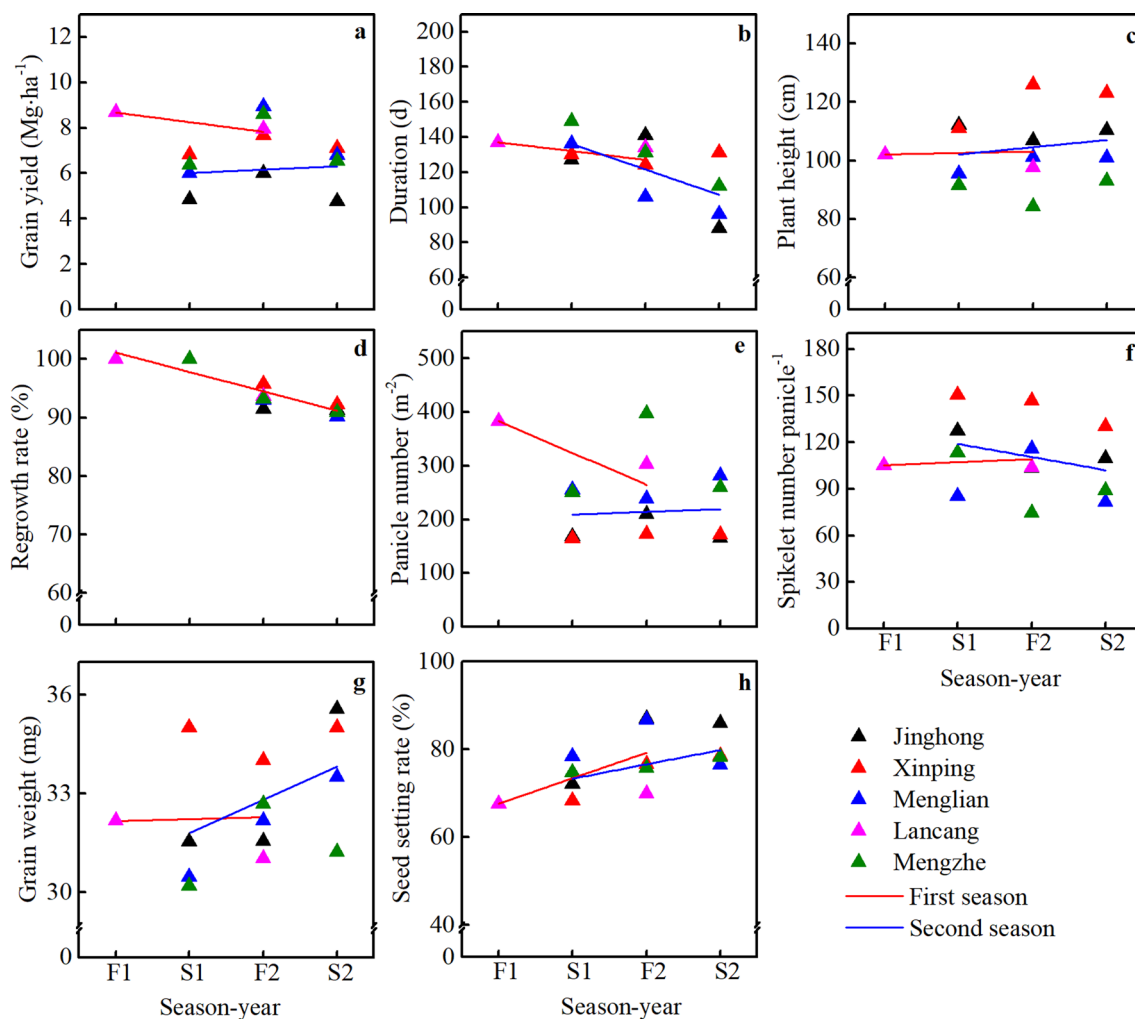 a
Grain yield (Mg·ha⁻¹)
12
10
8
6
4
2
0
b
Duration (d)
200
180
160
140
120
100
80
60
0
c
Plant height (cm)
140
120
100
80
60
0
d
Regrowth rate (%)
100
90
80
70
60
0
e
Panicle number (m⁻²)
500
400
300
200
100
0
f
Spikelet number panicle⁻¹
180
150
120
90
60
30
0
F1 S1 F2 S2
Season-year
g
Grain weight (mg)
36
32
30
0
F1 S1 F2 S2
Season-year
h
Seed setting rate (%)
100
80
60
40
0
F1 S1 F2 S2
Season-year
Jinghong
Xinping
Menglian
Lancang
Mengzhe
First season
Second season